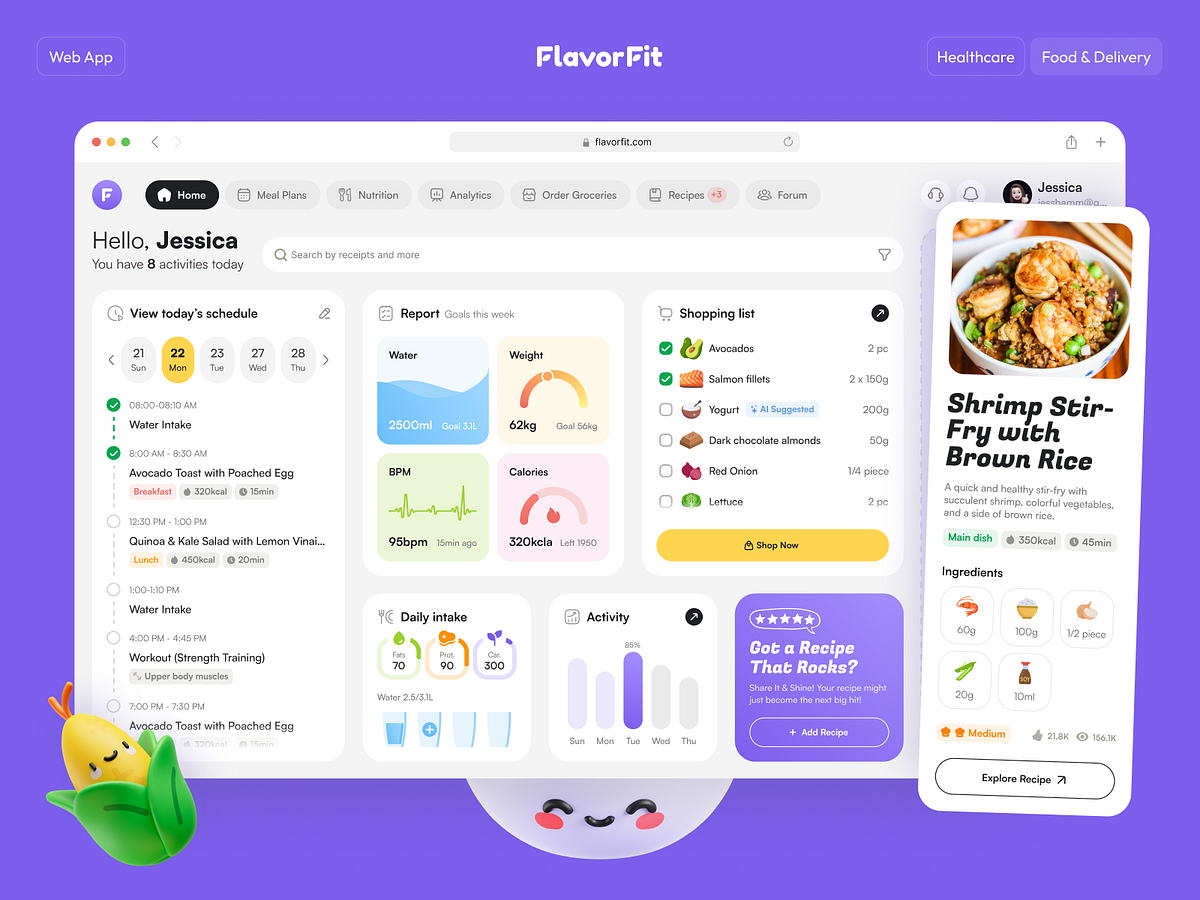 Web App
FlavorFit
Healthcare
Food & Delivery
flavorfit.com
F
Home
Meal Plans
Nutrition
Analytics
Order Groceries
Recipes +3
Forum
Jessica
jesshamm@g...
Hello, Jessica
You have 8 activities today
Search by receipts and more
View today's schedule
21
Sun
22
Mon
23
Tue
27
Wed
28
Thu
08:00-08:10 AM
Water Intake
8:00 AM - 8:30 AM
Avocado Toast with Poached Egg
Breakfast 320kcal 15min
12:30 PM - 1:00 PM
Quinoa & Kale Salad with Lemon Vinai...
Lunch 450kcal 20min
1:00-1:10 PM
Water Intake
4:00 PM - 4:45 PM
Workout (Strength Training)
Upper body muscles
7:00 PM - 7:30 PM
Avocado Toast with Poached Egg
320kcal 15min
Report Goals this week
Water
2500ml Goal 3.1L
Weight
62kg Goal 56kg
BPM
95bpm 15min ago
Calories
320kcla Left 1950
Shopping list
Avocados 2 pc
Salmon fillets 2 x 150g
Yogurt AI Suggested 200g
Dark chocolate almonds 50g
Red Onion 1/4 piece
Lettuce 2 pc
Shop Now
Daily intake
Fats
70
Prot.
90
Car.
300
Water 2.5/3.1L
Activity
85%
Sun Mon Tue Wed Thu
Got a Recipe
That Rocks?
Share It & Shine! Your recipe might
just become the next big hit!
+ Add Recipe
Shrimp Stir-
Fry with
Brown Rice
A quick and healthy stir-fry with
succulent shrimp, colorful vegetables,
and a side of brown rice.
Main dish 350kcal 45min
Ingredients
60g
100g
1/2 piece
20g
SOY
10ml
Medium 21,8K 156,1K
Explore Recipe